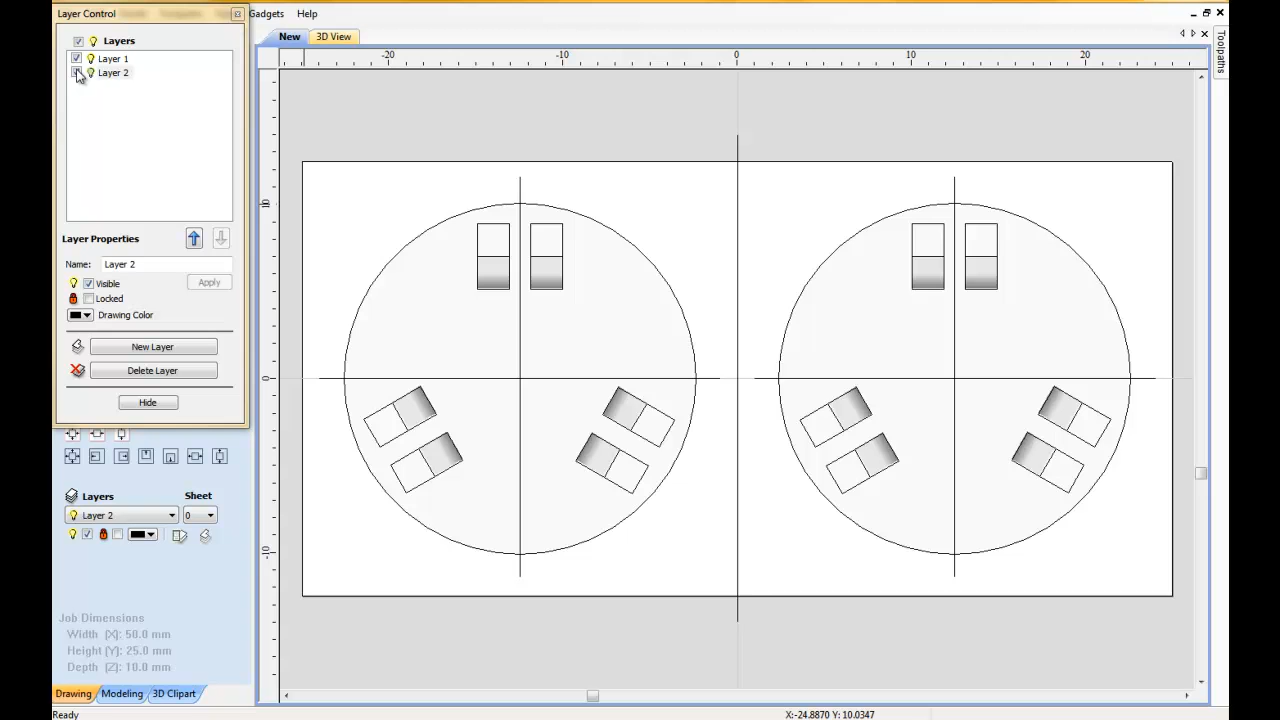 Layer Control
Gadgets Help
Layers
Layer 1
Layer 2
Layer Properties
Name: Layer 2
Visible
Apply
Locked
Drawing Color
New Layer
Delete Layer
Hide
Layers Sheet
Layer 2 0
Job Dimensions
Width [X]: 50.0 mm
Height [Y]: 25.0 mm
Depth [Z]: 10.0 mm
Drawing Modeling 3D Clipart
Ready
New 3D View
-20 -10 0 10 20
10
0
-10
Toolpaths
X:-24.8870 Y: 10.0347